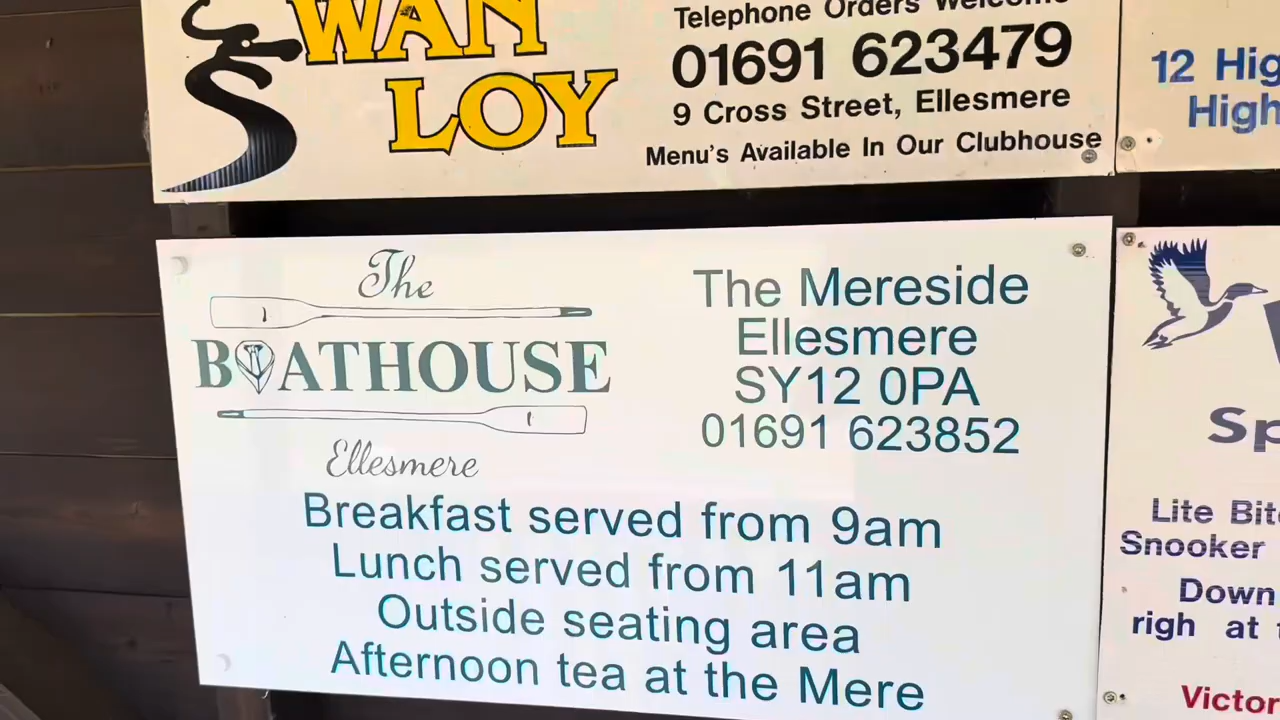 WAN
LOY
Telephone Orders Welcome
01691 623479
9 Cross Street, Ellesmere
Menu's Available In Our Clubhouse
12 Hig
High
The
BOATHOUSE
Ellesmere
The Mereside
Ellesmere
SY12 0PA
01691 623852
Breakfast served from 9am
Lunch served from 11am
Outside seating area
Afternoon tea at the Mere
Sp
Lite Bit
Snooker
Down
righ at
Victor